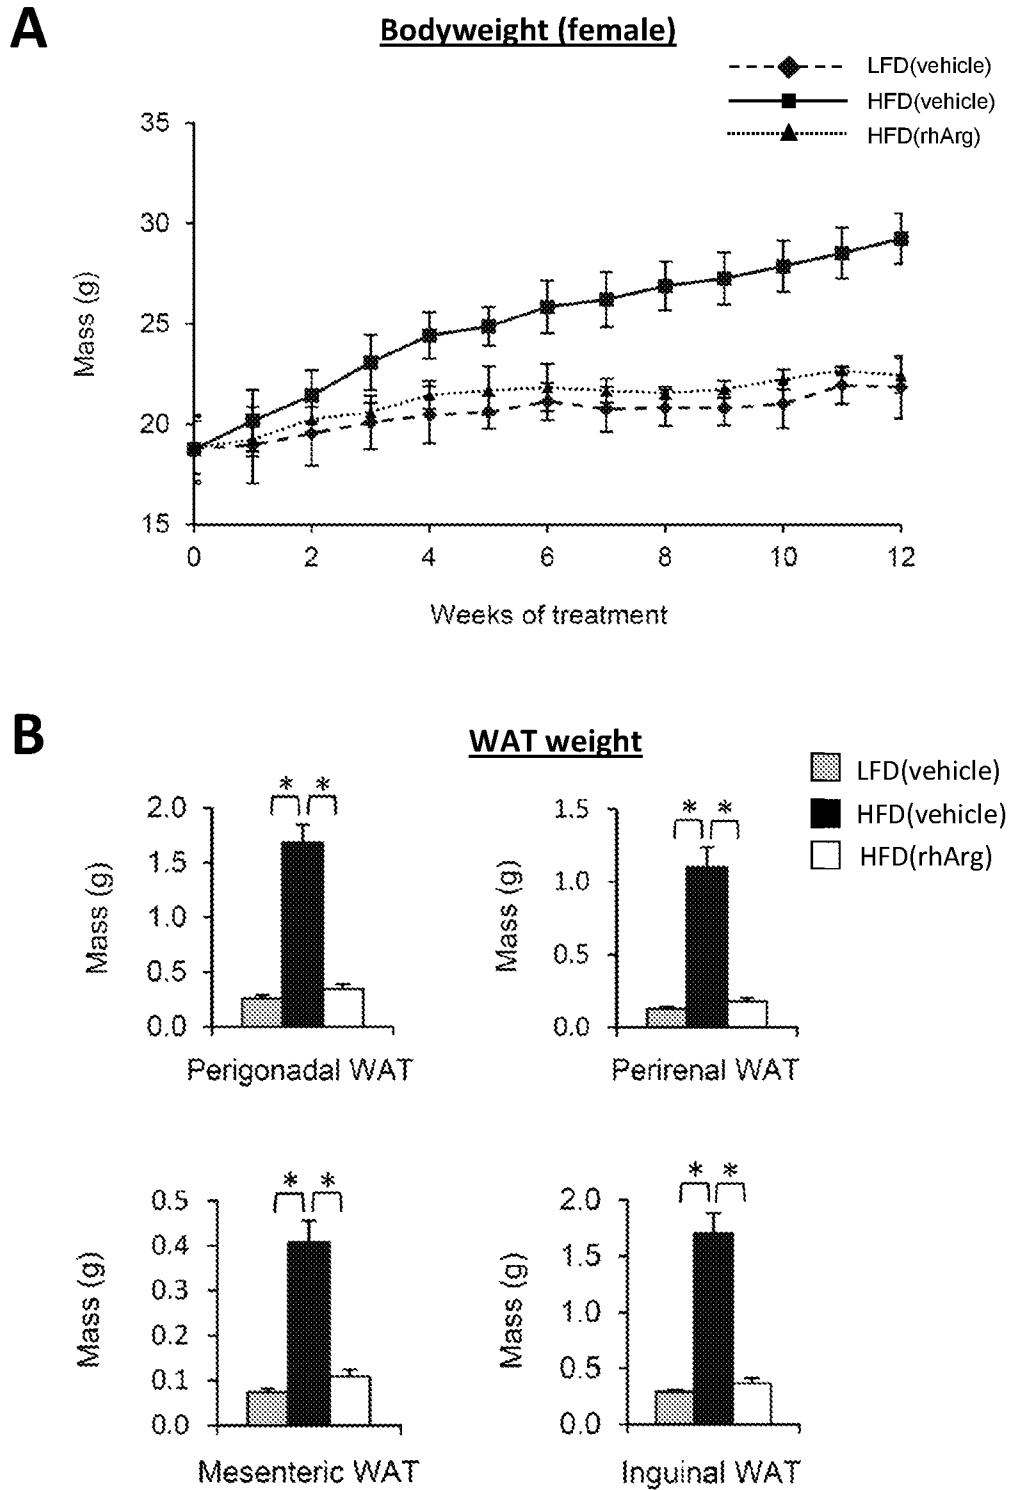 A
Bodyweight (female)
LFD(vehicle)
HFD(vehicle)
HFD(rhArg)
35
30
25
20
15
Mass (g)
0 2 4 6 8 10 12
Weeks of treatment
B
WAT weight
LFD(vehicle)
HFD(vehicle)
HFD(rhArg)
* *
2.0
1.5
1.0
0.5
0.0
Mass (g)
Perigonadal WAT
* *
1.5
1.0
0.5
0.0
Mass (g)
Perirenal WAT
* *
0.5
0.4
0.3
0.2
0.1
0.0
Mass (g)
Mesenteric WAT
* *
2.0
1.5
1.0
0.5
0.0
Mass (g)
Inguinal WAT